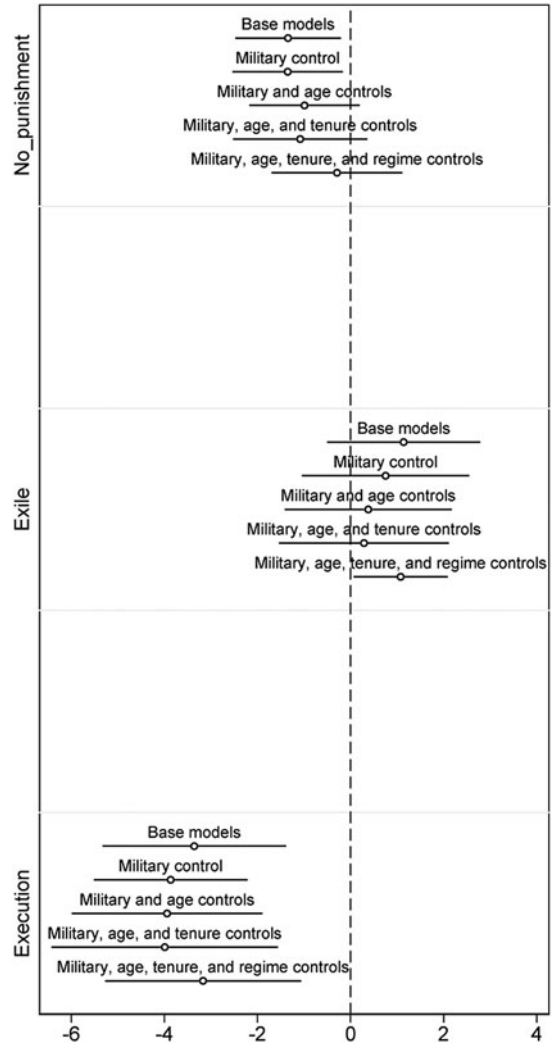 No_punishment
Base models
Military control
Military and age controls
Military, age, and tenure controls
Military, age, tenure, and regime controls
Exile
Base models
Military control
Military and age controls
Military, age, and tenure controls
Military, age, tenure, and regime controls
Execution
Base models
Military control
Military and age controls
Military, age, and tenure controls
Military, age, tenure, and regime controls
-6 -4 -2 0 2 4